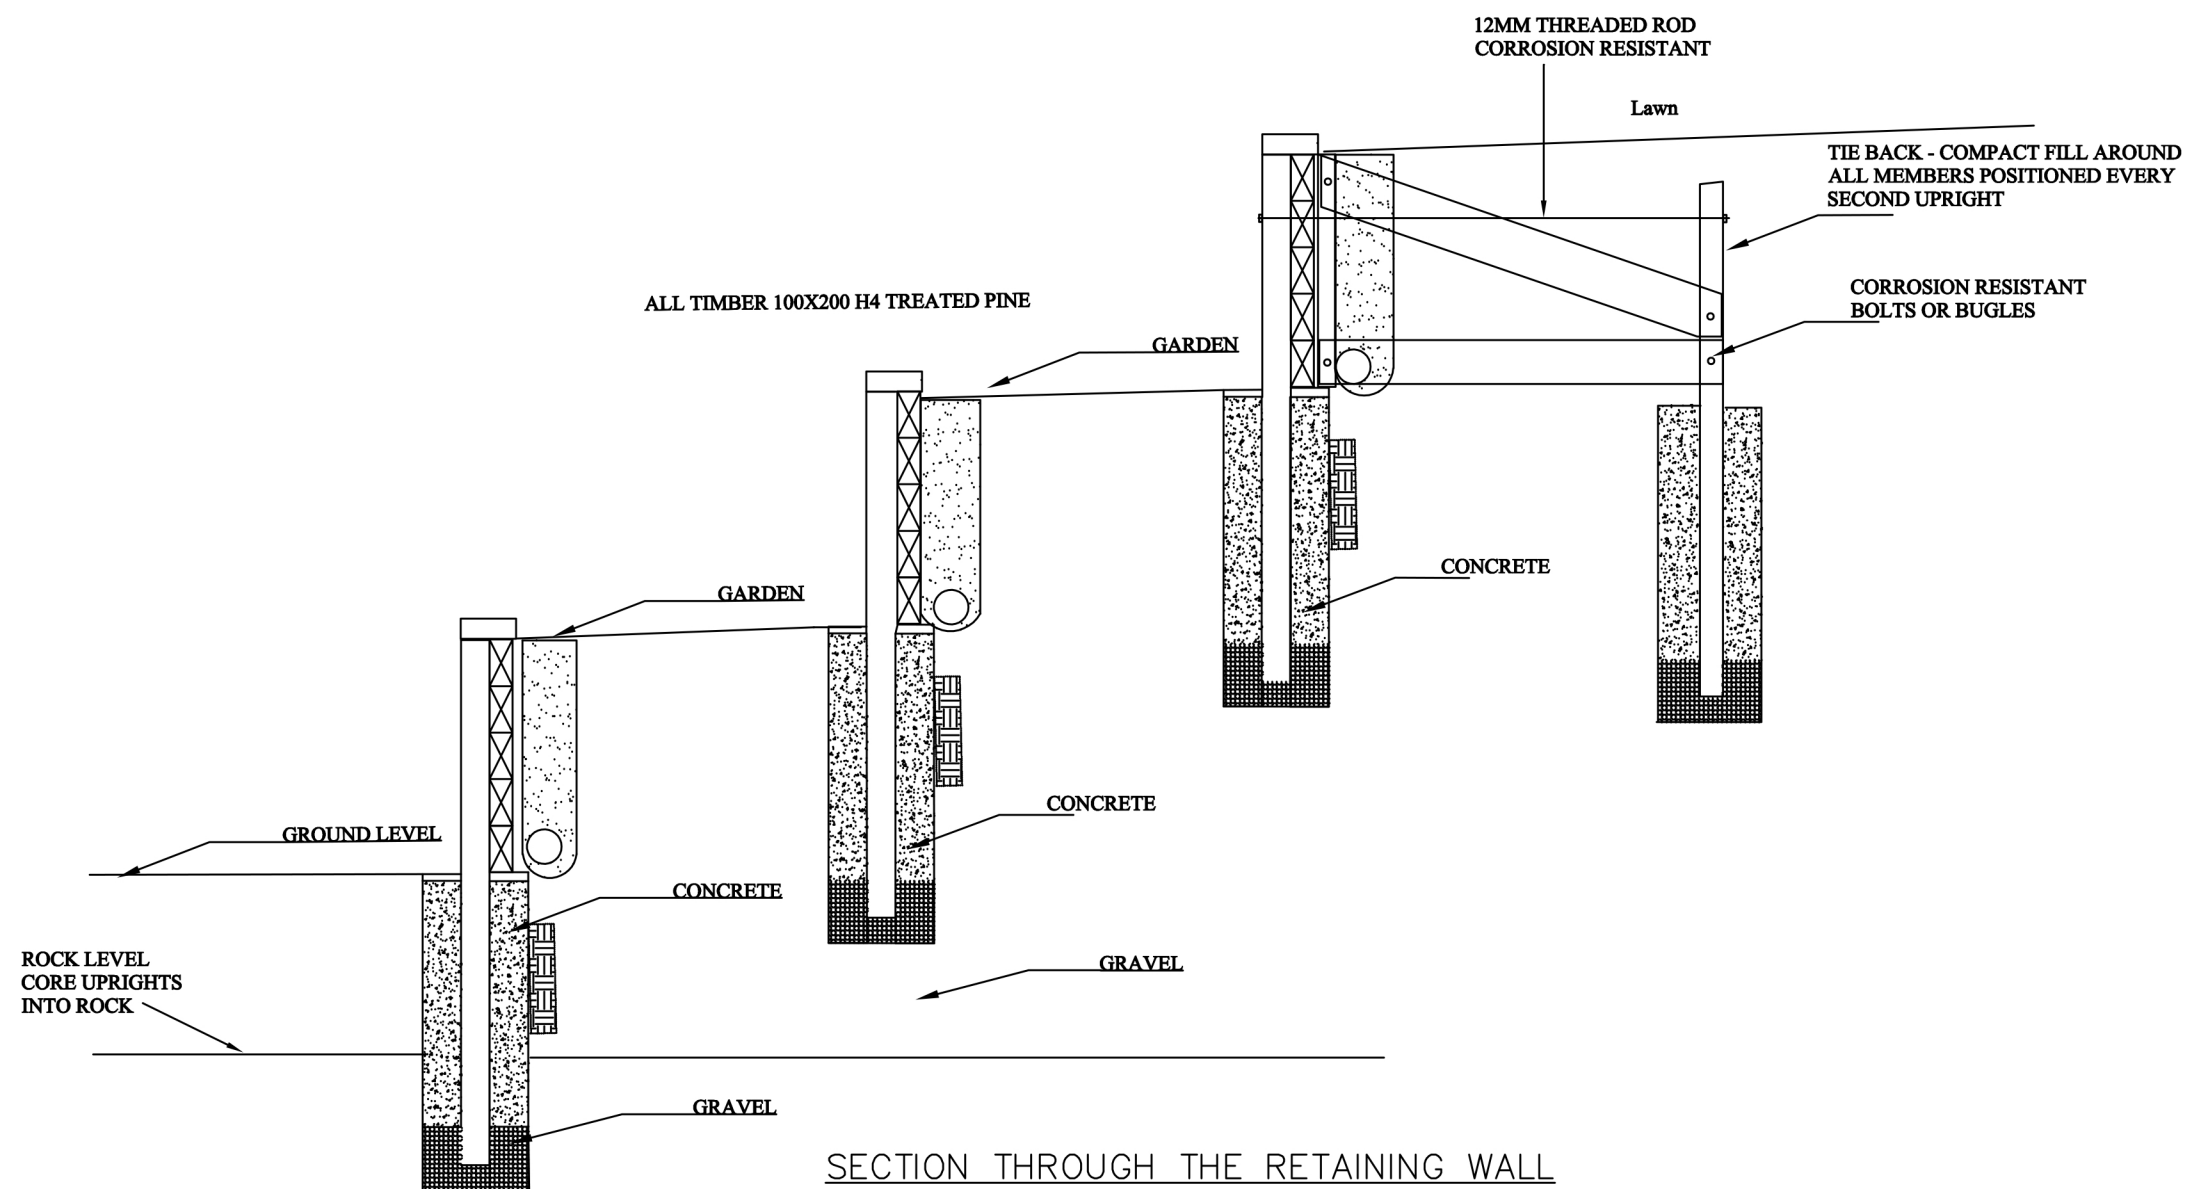 12MM THREADED ROD
CORROSION RESISTANT
Lawn
TIE BACK - COMPACT FILL AROUND
ALL MEMBERS POSITIONED EVERY
SECOND UPRIGHT
CORROSION RESISTANT
BOLTS OR BUGLES
ALL TIMBER 100X200 H4 TREATED PINE
GARDEN
CONCRETE
GARDEN
CONCRETE
GROUND LEVEL
CONCRETE
ROCK LEVEL
CORE UPRIGHTS
INTO ROCK
GRAVEL
GRAVEL
SECTION THROUGH THE RETAINING WALL